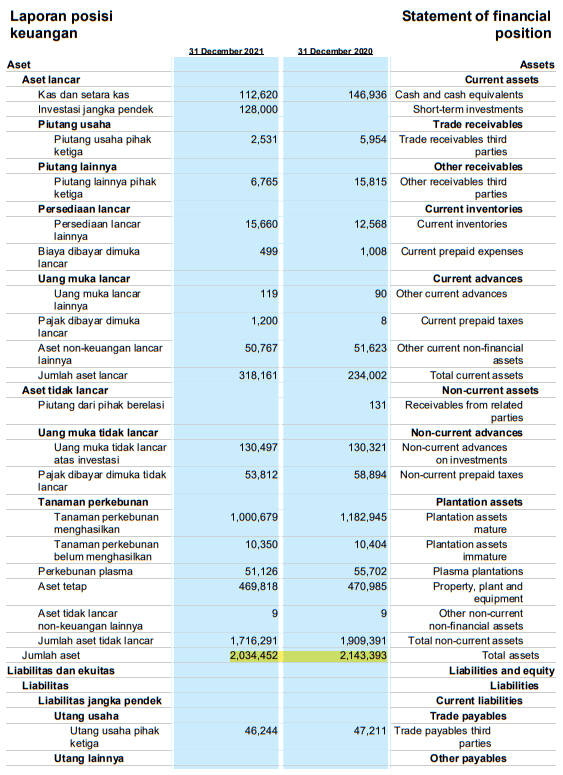 Laporan posisi Statement of financial
keuangan position
31 December 2021 31 December 2020
Aset Assets
Aset lancar Current assets
Kas dan setara kas 112,620 146,936 Cash and cash equivalents
Investasi jangka pendek 128,000 Short-term investments
Piutang usaha Trade receivables
Piutang usaha pihak 2,531 5,954 Trade receivables third
ketiga parties
Piutang lainnya Other receivables
Piutang lainnya pihak 6,765 15,815 Other receivables third
ketiga parties
Persediaan lancar Current inventories
Persediaan lancar 15,660 12,568 Current inventories
lainnya
Biaya dibayar dimuka 499 1,008 Current prepaid expenses
lancar
Uang muka lancar Current advances
Uang muka lancar 119 90 Other current advances
lainnya
Pajak dibayar dimuka 1,200 8 Current prepaid taxes
lancar
Aset non-keuangan lancar 50,767 51,623 Other current non-financial
lainnya assets
Jumlah aset lancar 318,161 234,002 Total current assets
Aset tidak lancar Non-current assets
Piutang dari pihak berelasi 131 Receivables from related
parties
Uang muka tidak lancar Non-current advances
Uang muka tidak lancar 130,497 130,321 Non-current advances
atas investasi on investments
Pajak dibayar dimuka tidak 53,812 58,894 Non-current prepaid taxes
lancar
Tanaman perkebunan Plantation assets
Tanaman perkebunan 1,000,679 1,182,945 Plantation assets
menghasilkan mature
Tanaman perkebunan 10,350 10,404 Plantation assets
belum menghasilkan immature
Perkebunan plasma 51,126 55,702 Plasma plantations
Aset tetap 469,818 470,985 Property, plant and
equipment
Aset tidak lancar 9 9 Other non-current
non-keuangan lainnya non-financial assets
Jumlah aset tidak lancar 1,716,291 1,909,391 Total non-current assets
Jumlah aset 2,034,452 2,143,393 Total assets
Liabilitas dan ekuitas Liabilities and equity
Liabilitas Liabilities
Liabilitas jangka pendek Current liabilities
Utang usaha Trade payables
Utang usaha pihak 46,244 47,211 Trade payables third
ketiga parties
Utang lainnya Other payables